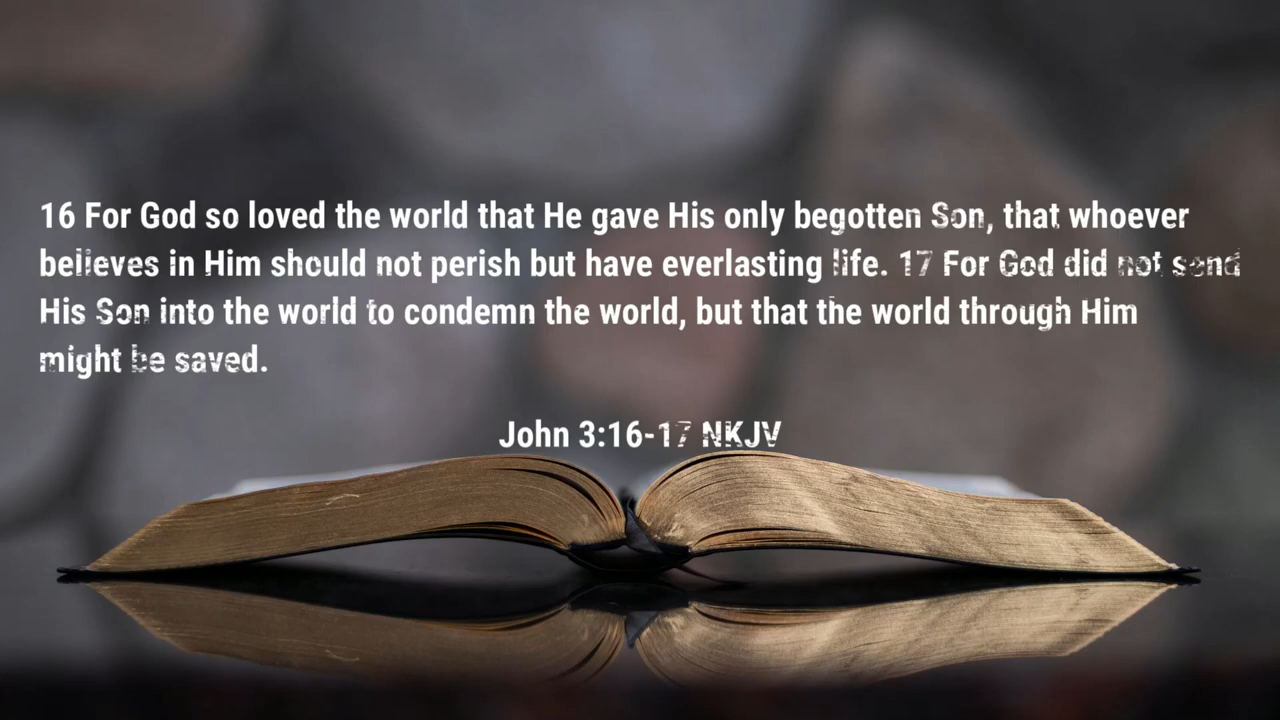 16 For God so loved the world that He gave His only begotten Son, that whoever
believes in Him should not perish but have everlasting life. 17 For God did not send
His Son into the world to condemn the world, but that the world through Him
might be saved.
John 3:16-17 NKJV